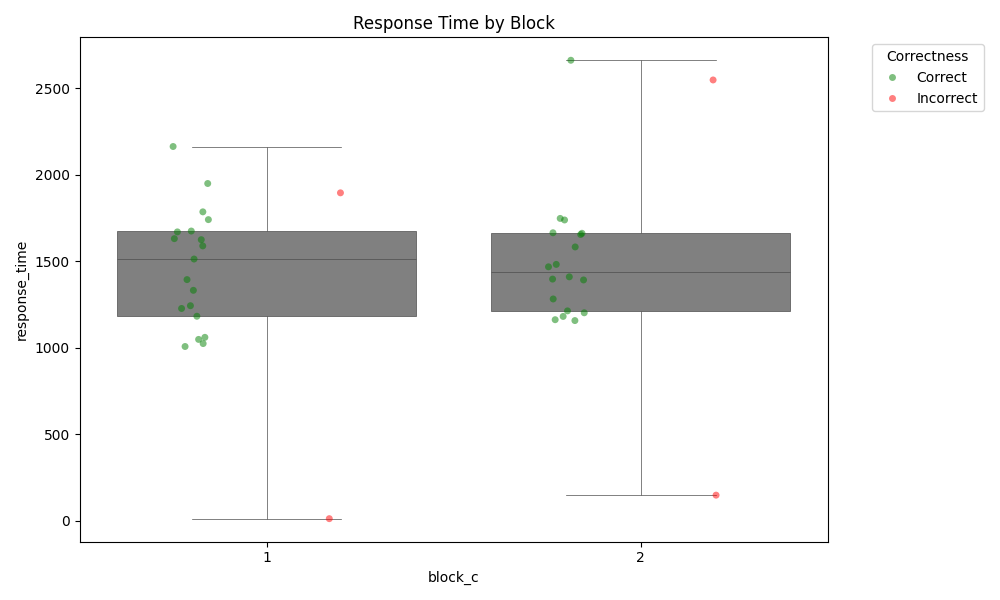 Response Time by Block
Correctness
Correct
Incorrect
2500
2000
1500
1000
500
0
response_time
1
2
block_c